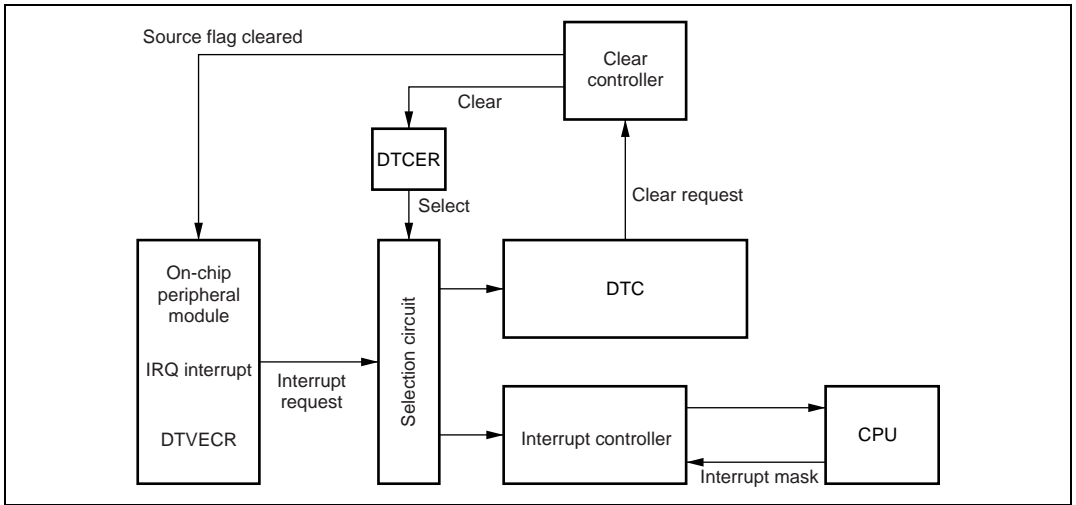 Source flag cleared
Clear
controller
Clear
DTCER
Select
Clear request
On-chip
peripheral
module
IRQ interrupt
DTVECR
Interrupt
request
Selection circuit
DTC
Interrupt controller
CPU
Interrupt mask